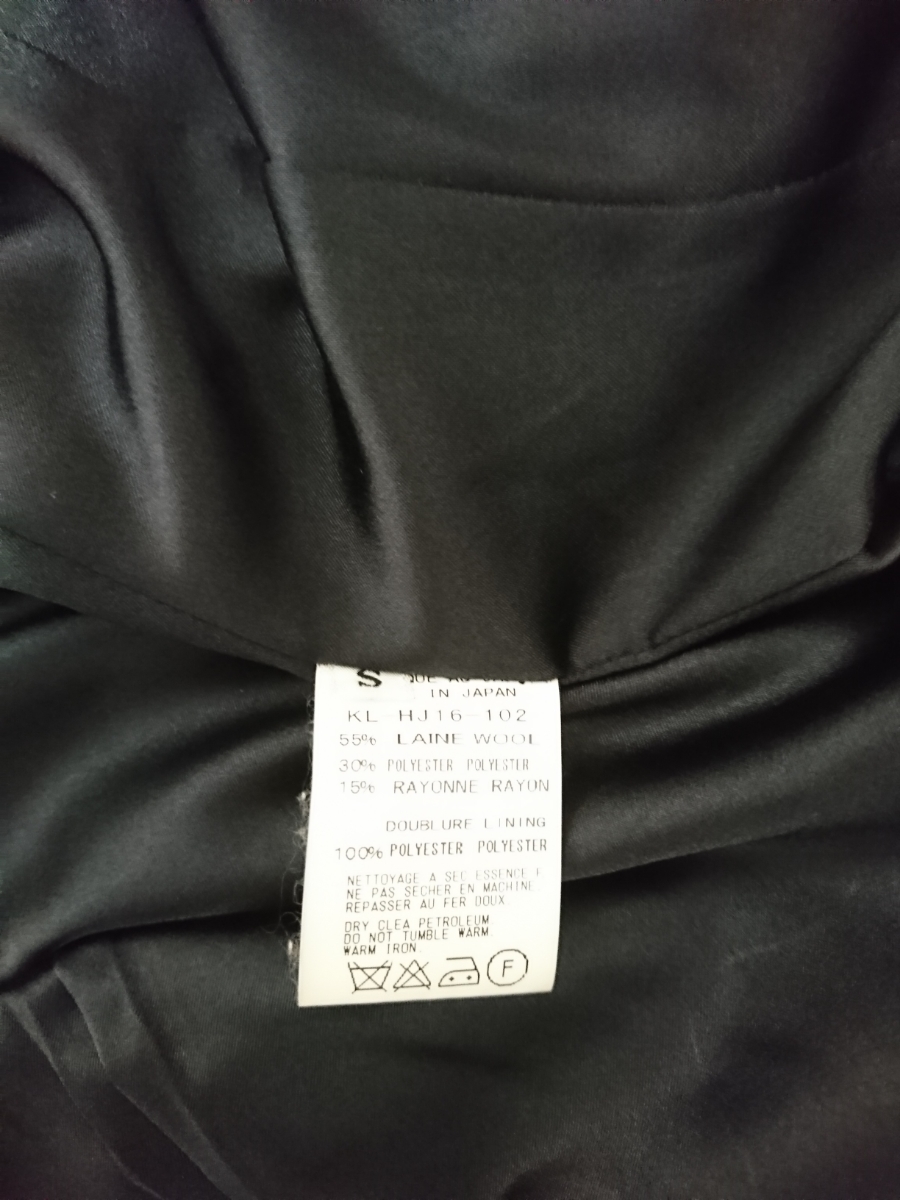 S
IN JAPAN
KL HJ16-102
55% LAINE WOOL
30% POLYESTER POLYESTER
15% RAYONNE RAYON
DOUBLURE LINING
100% POLYESTER POLYESTER
NETTOYAGE A SEC ESSENCE F
NE PAS SECHER EN MACHINE.
REPASSER AU FER DOUX.
DRY CLEA PETROLEUM.
DO NOT TUMBLE WARM.
WARM IRON.
F